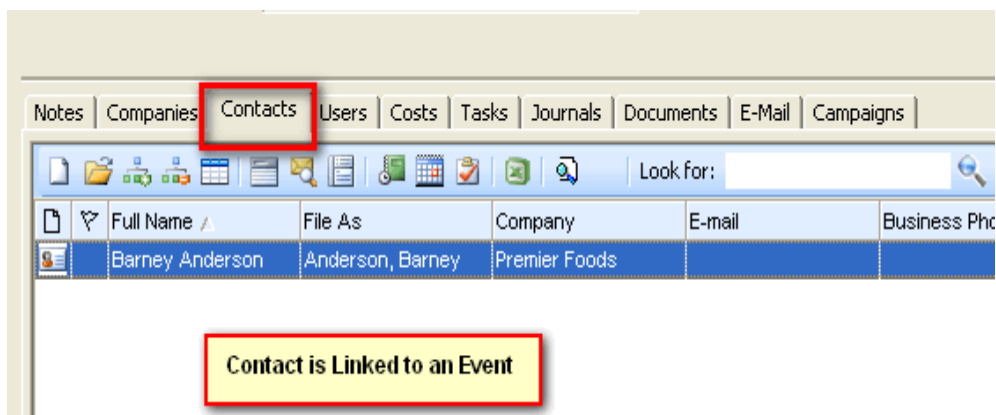 Notes Companies Contacts Users Costs Tasks Journals Documents E-Mail Campaigns
Look for:
Full Name File As Company E-mail Business Pho
Barney Anderson Anderson, Barney Premier Foods
Contact is Linked to an Event